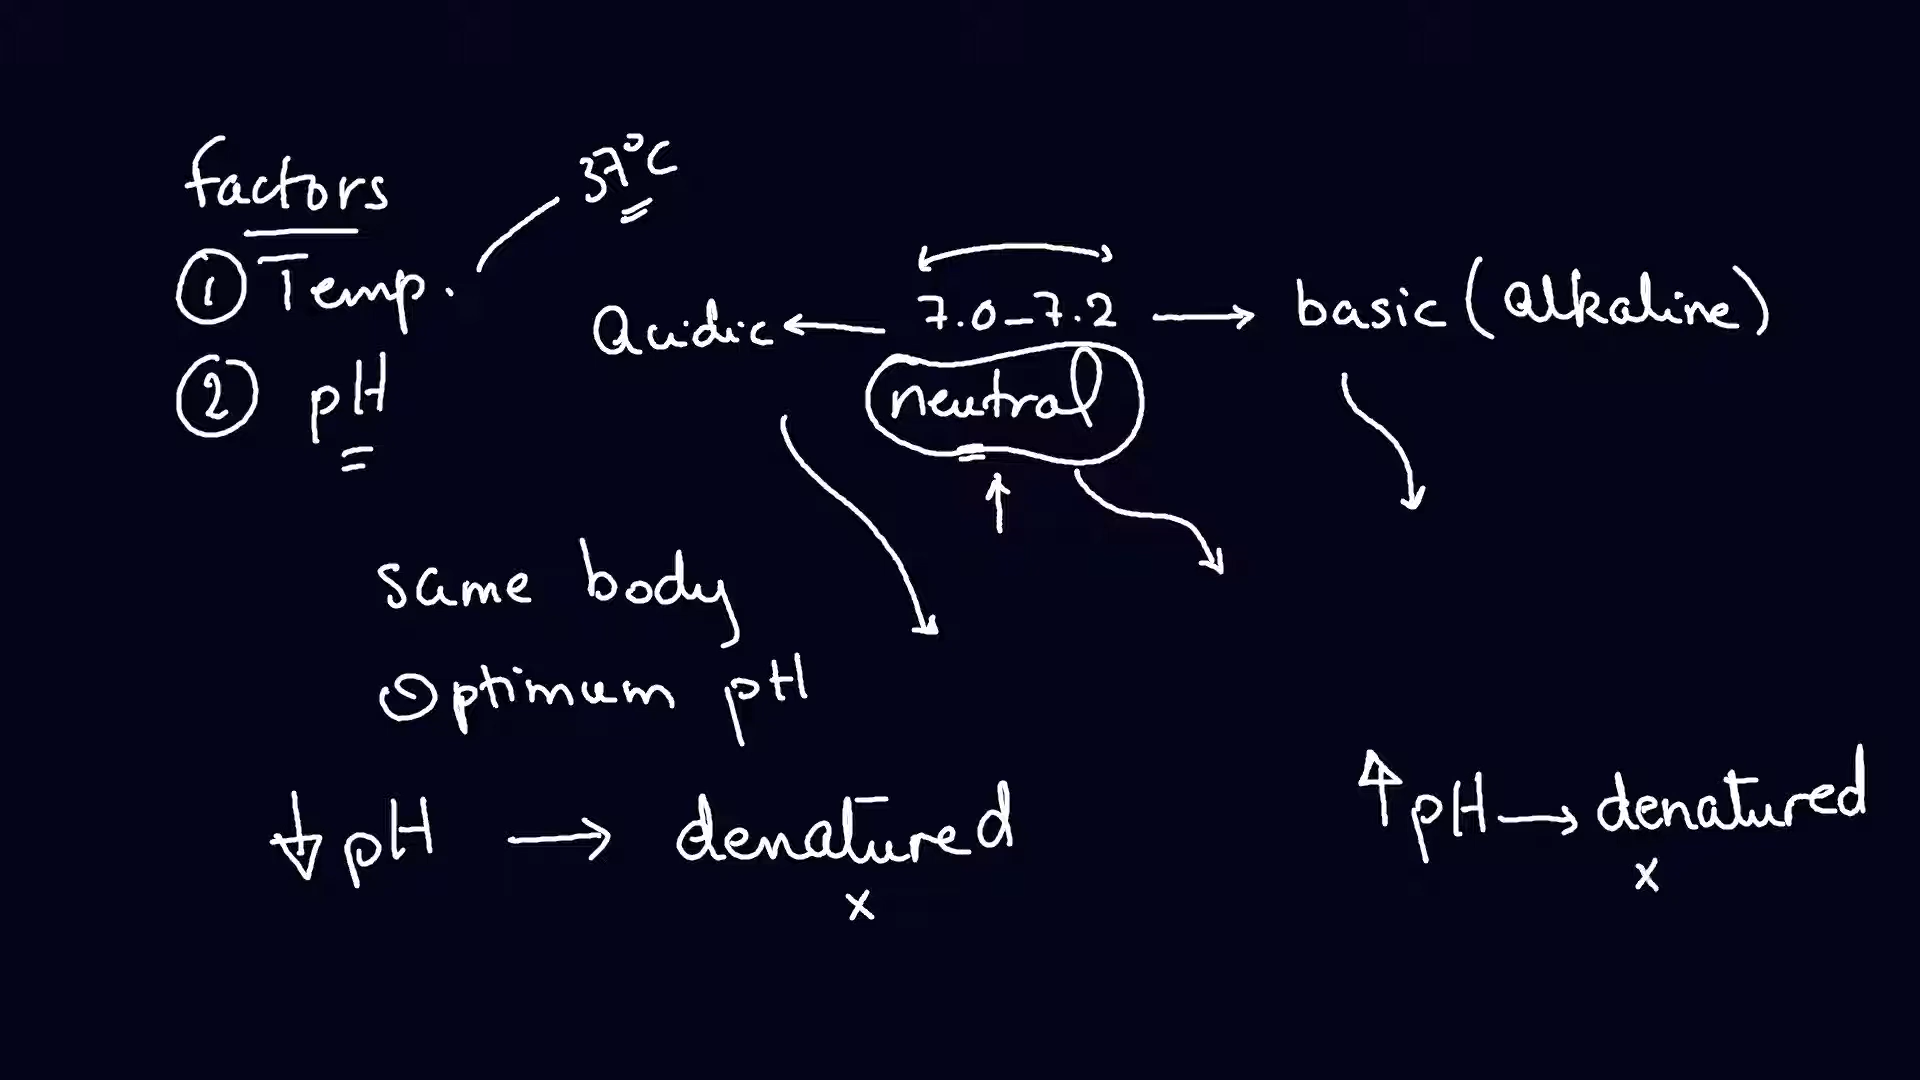 factors
① Temp.
37°C
② pH
Acidic ← 7.0-7.2 → basic (alkaline)
neutral
↑
same body
Optimum pH
↓ pH → denatured
x
↑ pH → denatured
x